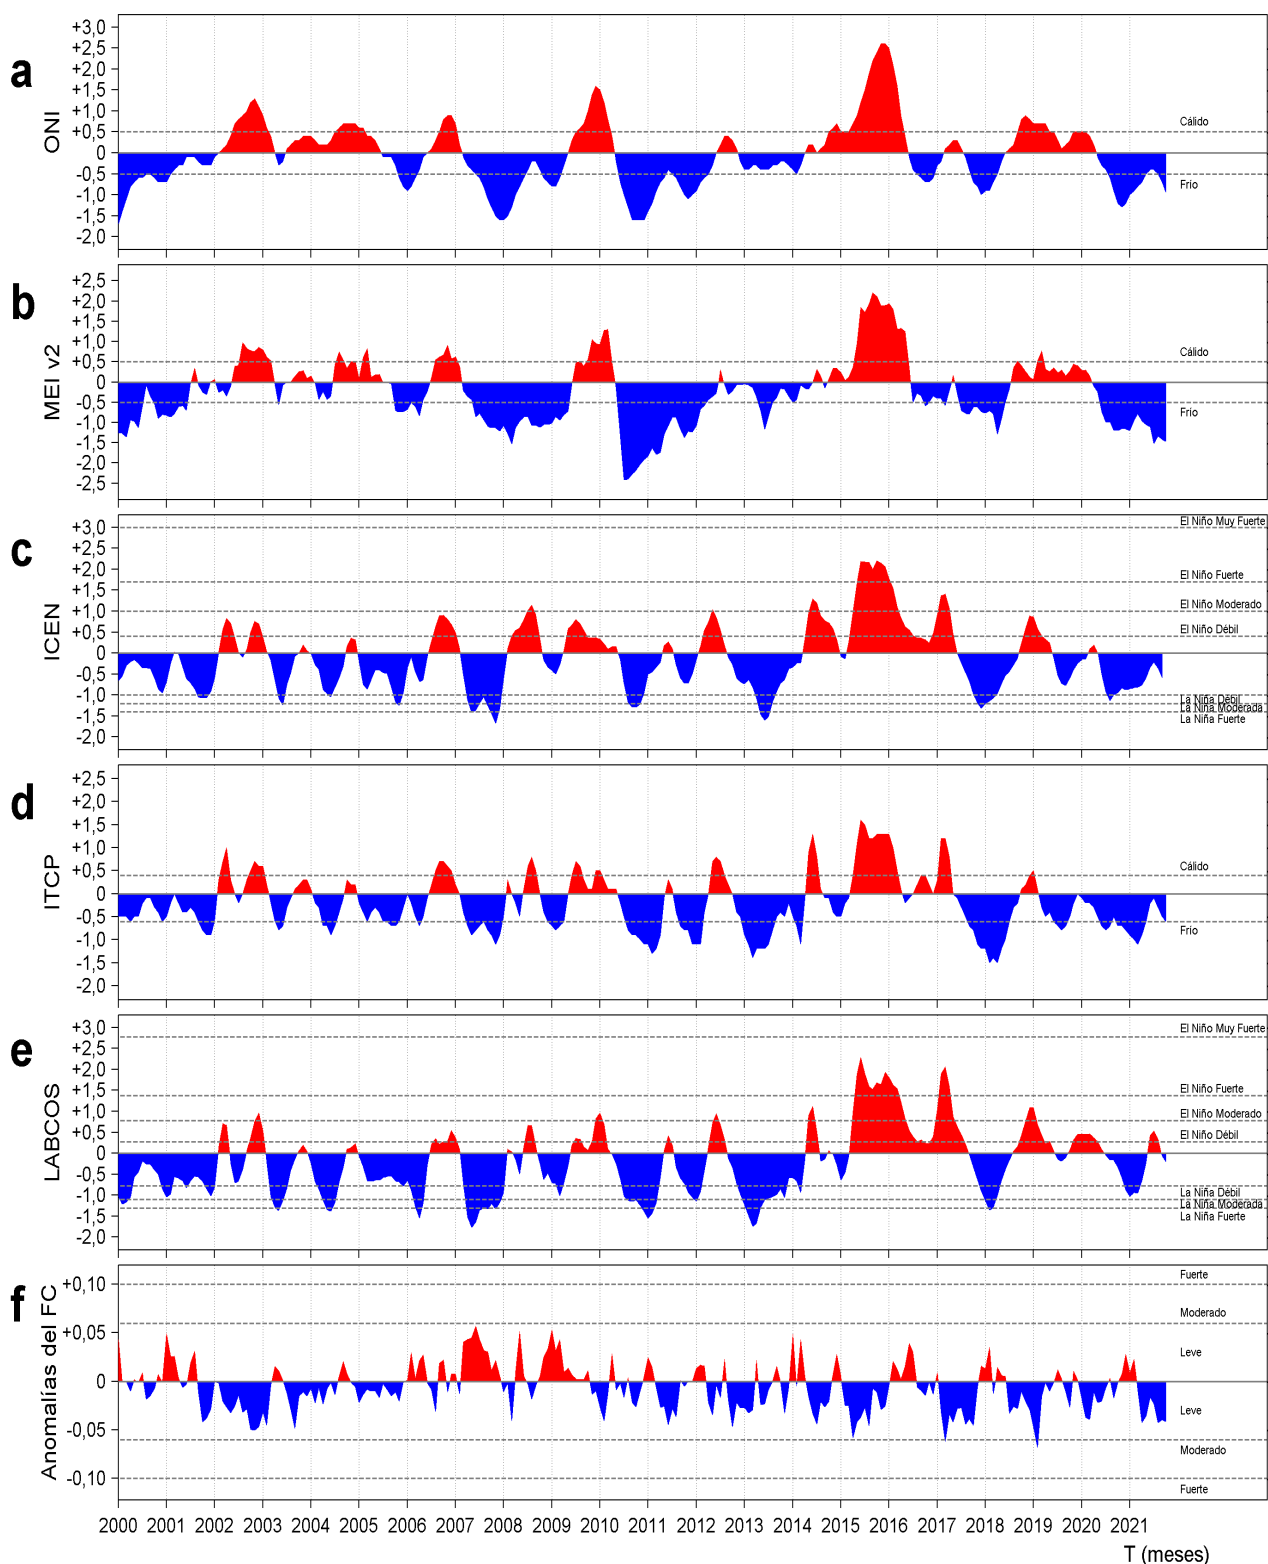 a
ONI
+3,0
+2,5
+2,0
+1,5
+1,0
+0,5
0
-0,5
-1,0
-1,5
-2,0
Cálido
Frio
b
MEI v2
+2,5
+2,0
+1,5
+1,0
+0,5
0
-0,5
-1,0
-1,5
-2,0
-2,5
Cálido
Frio
c
ICEN
+3,0
+2,5
+2,0
+1,5
+1,0
+0,5
0
-0,5
-1,0
-1,5
-2,0
El Niño Muy Fuerte
El Niño Fuerte
El Niño Moderado
El Niño Débil
La Niña Débil
La Niña Moderada
La Niña Fuerte
d
ITCP
+2,5
+2,0
+1,5
+1,0
+0,5
0
-0,5
-1,0
-1,5
-2,0
Cálido
Frio
e
LABCOS
+3,0
+2,5
+2,0
+1,5
+1,0
+0,5
0
-0,5
-1,0
-1,5
-2,0
El Niño Muy Fuerte
El Niño Fuerte
El Niño Moderado
El Niño Débil
La Niña Débil
La Niña Moderada
La Niña Fuerte
f
Anomalías del FC
+0,10
+0,05
0
-0,05
-0,10
Fuerte
Moderado
Leve
Leve
Moderado
Fuerte
2000 2001 2002 2003 2004 2005 2006 2007 2008 2009 2010 2011 2012 2013 2014 2015 2016 2017 2018 2019 2020 2021
T (meses)